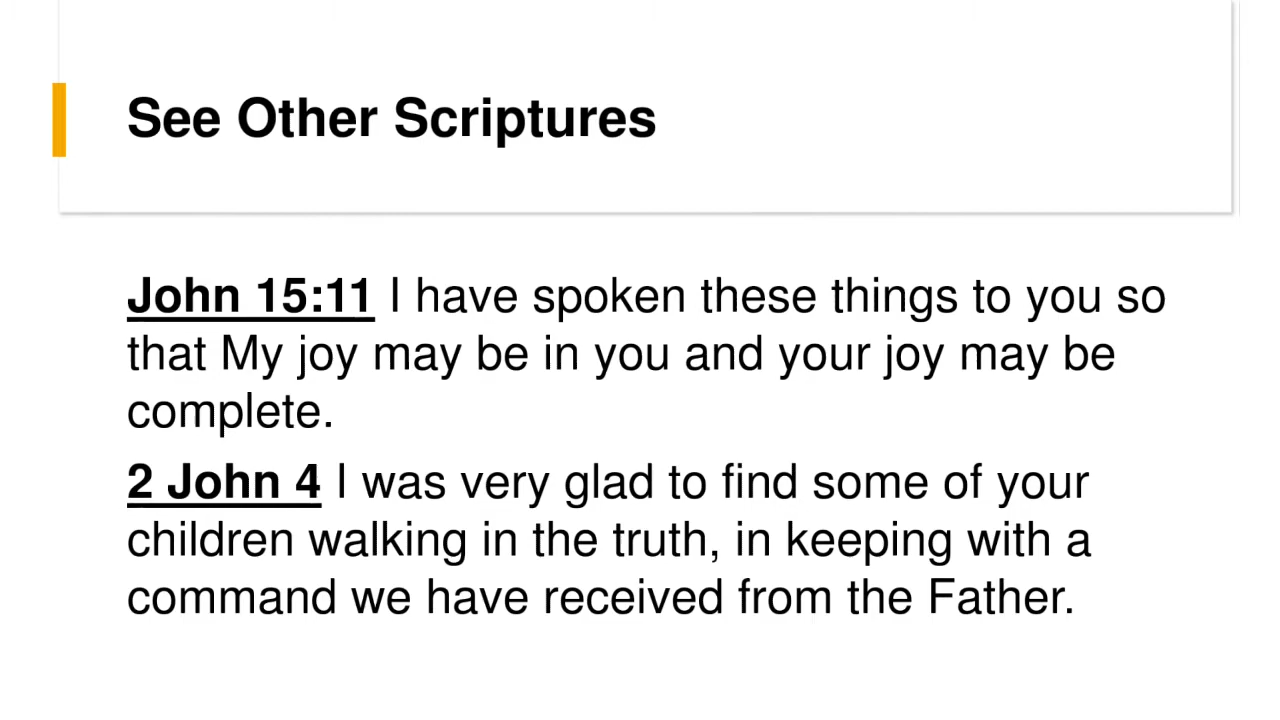 See Other Scriptures
John 15:11 I have spoken these things to you so
that My joy may be in you and your joy may be
complete.
2 John 4 I was very glad to find some of your
children walking in the truth, in keeping with a
command we have received from the Father.